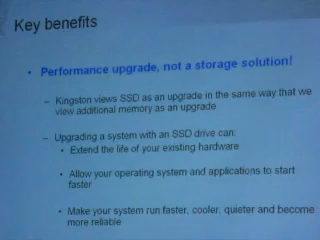 Key benefits
• Performance upgrade, not a storage solution!
– Kingston views SSD as an upgrade in the same way that we
view additional memory as an upgrade
– Upgrading a system with an SSD drive can:
• Extend the life of your existing hardware
• Allow your operating system and applications to start
faster
• Make your system run faster, cooler, quieter and become
more reliable